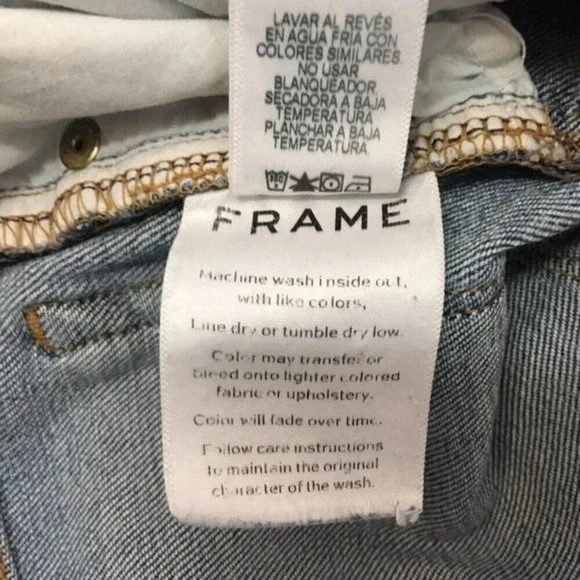 LAVAR AL REVÉS
EN AGUA FRIA CON
COLORES SIMILARES
NO USAR
BLANQUEADOR
SECADORA A BAJA
TEMPERATURA
PLANCHAR A BAJA
TEMPERATURA.
FRAME
Machine wash inside out,
with like colors,
Line dry or tumble dry low.
Color may transfer or
bleed onto lighter colored
fabric or upholstery.
Color will fade over time.
Follow care instructions
to maintain the original
character of the wash.